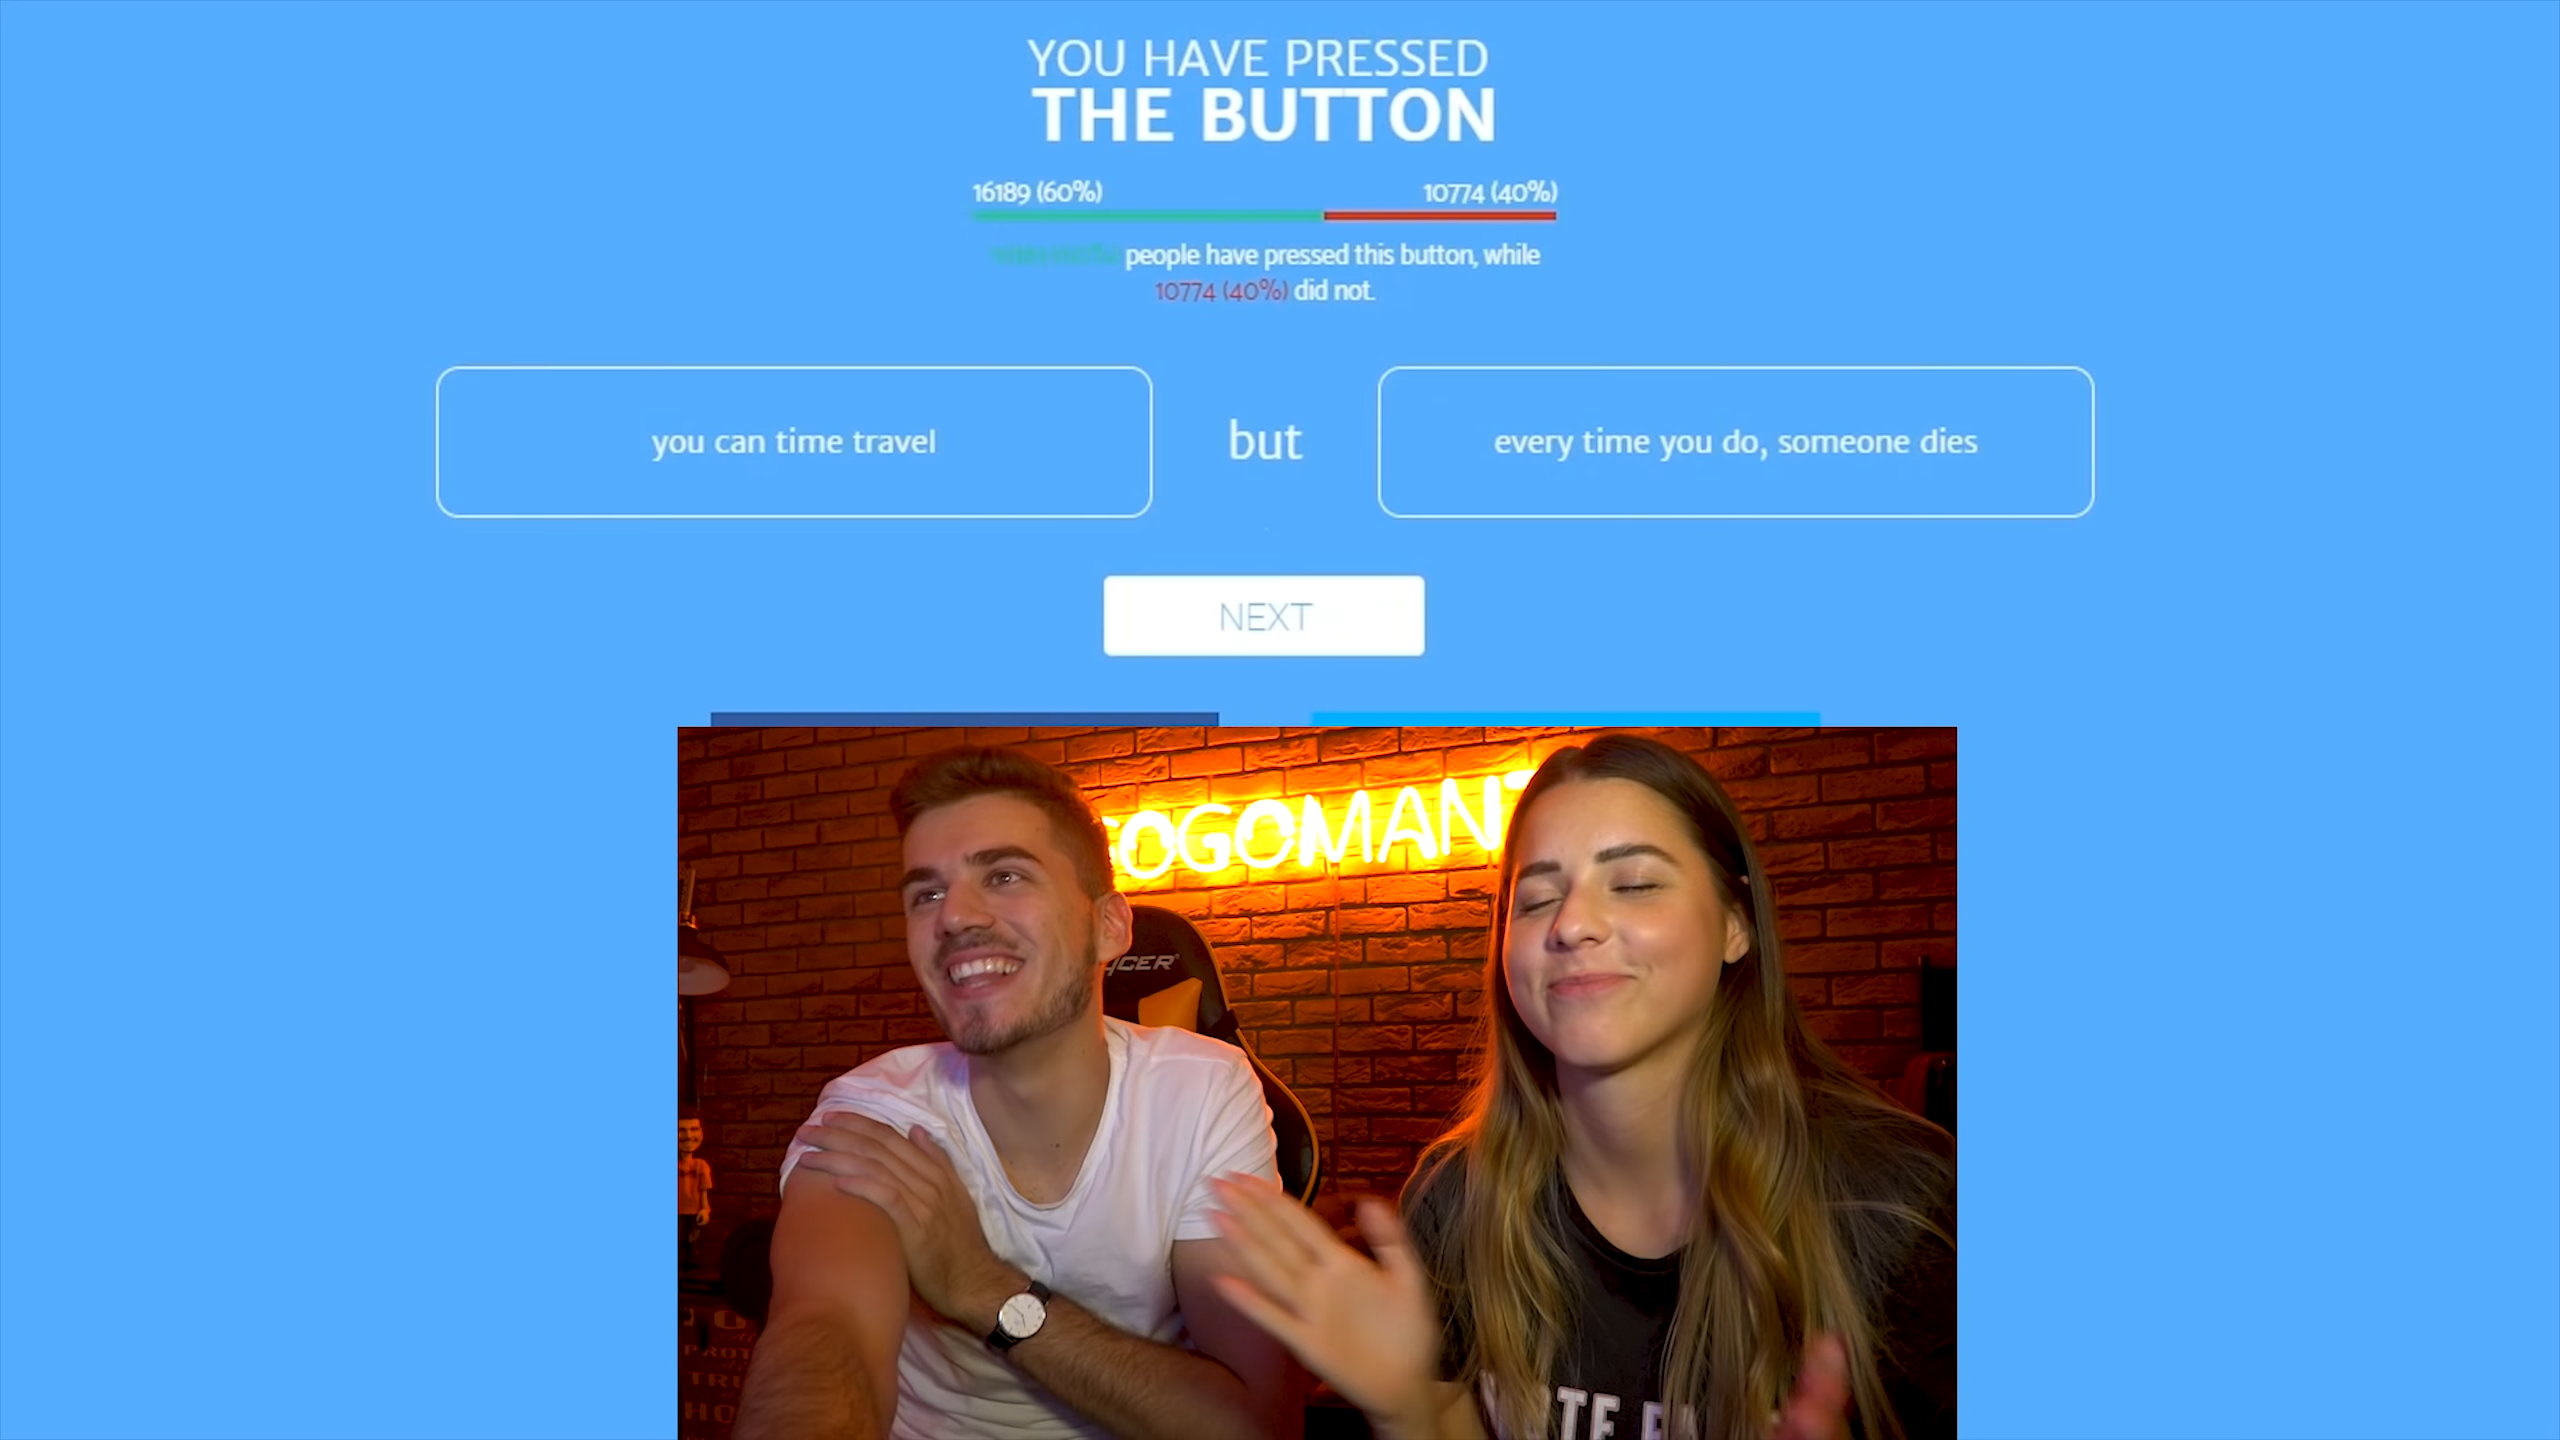 YOU HAVE PRESSED
THE BUTTON
16189 (60%) 10774 (40%)
people have pressed this button, while
10774 (40%) did not.
you can time travel but every time you do, someone dies
NEXT
OGOMAN